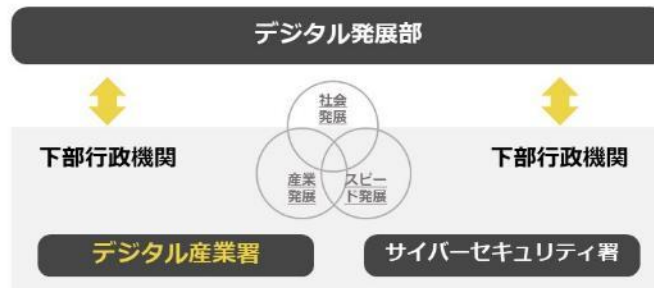 デジタル発展部
社会
発展
下部行政機関
下部行政機関
産業
発展
スピー
ド発展
デジタル産業署
サイバーセキュリティ署